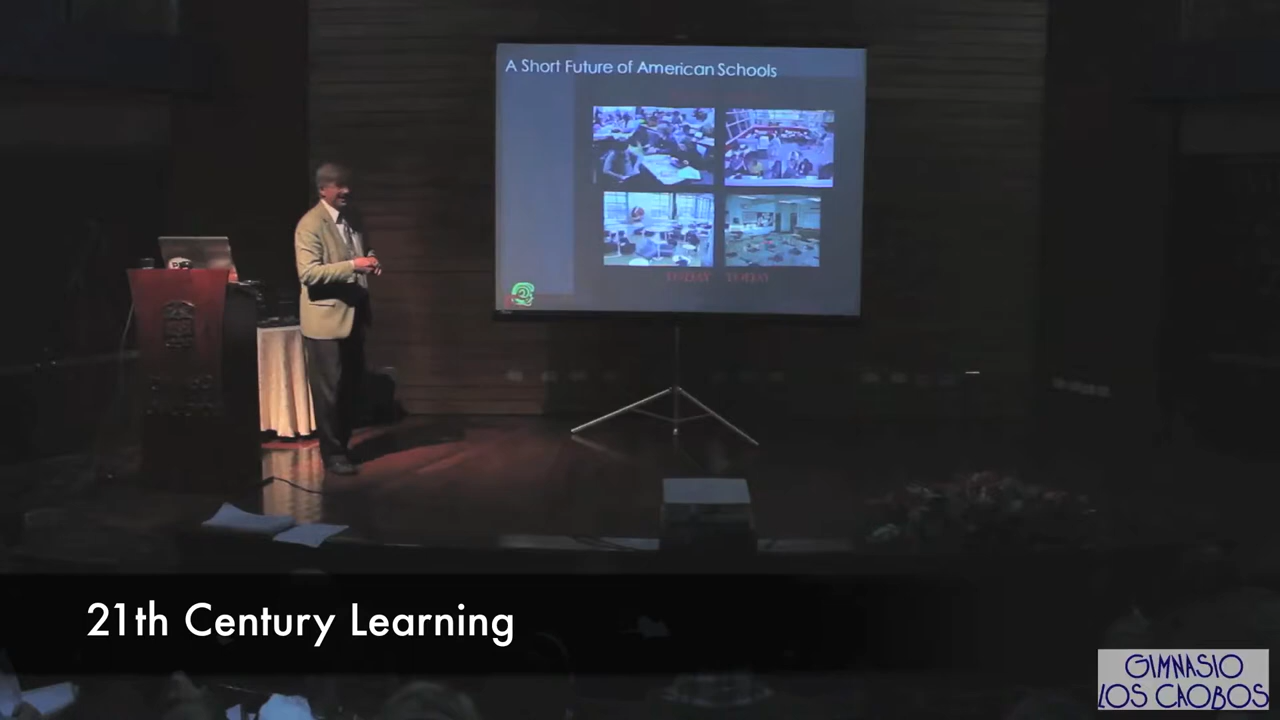 A Short Future of American Schools
21th Century Learning
GIMNASIO
LOS CAOBOS